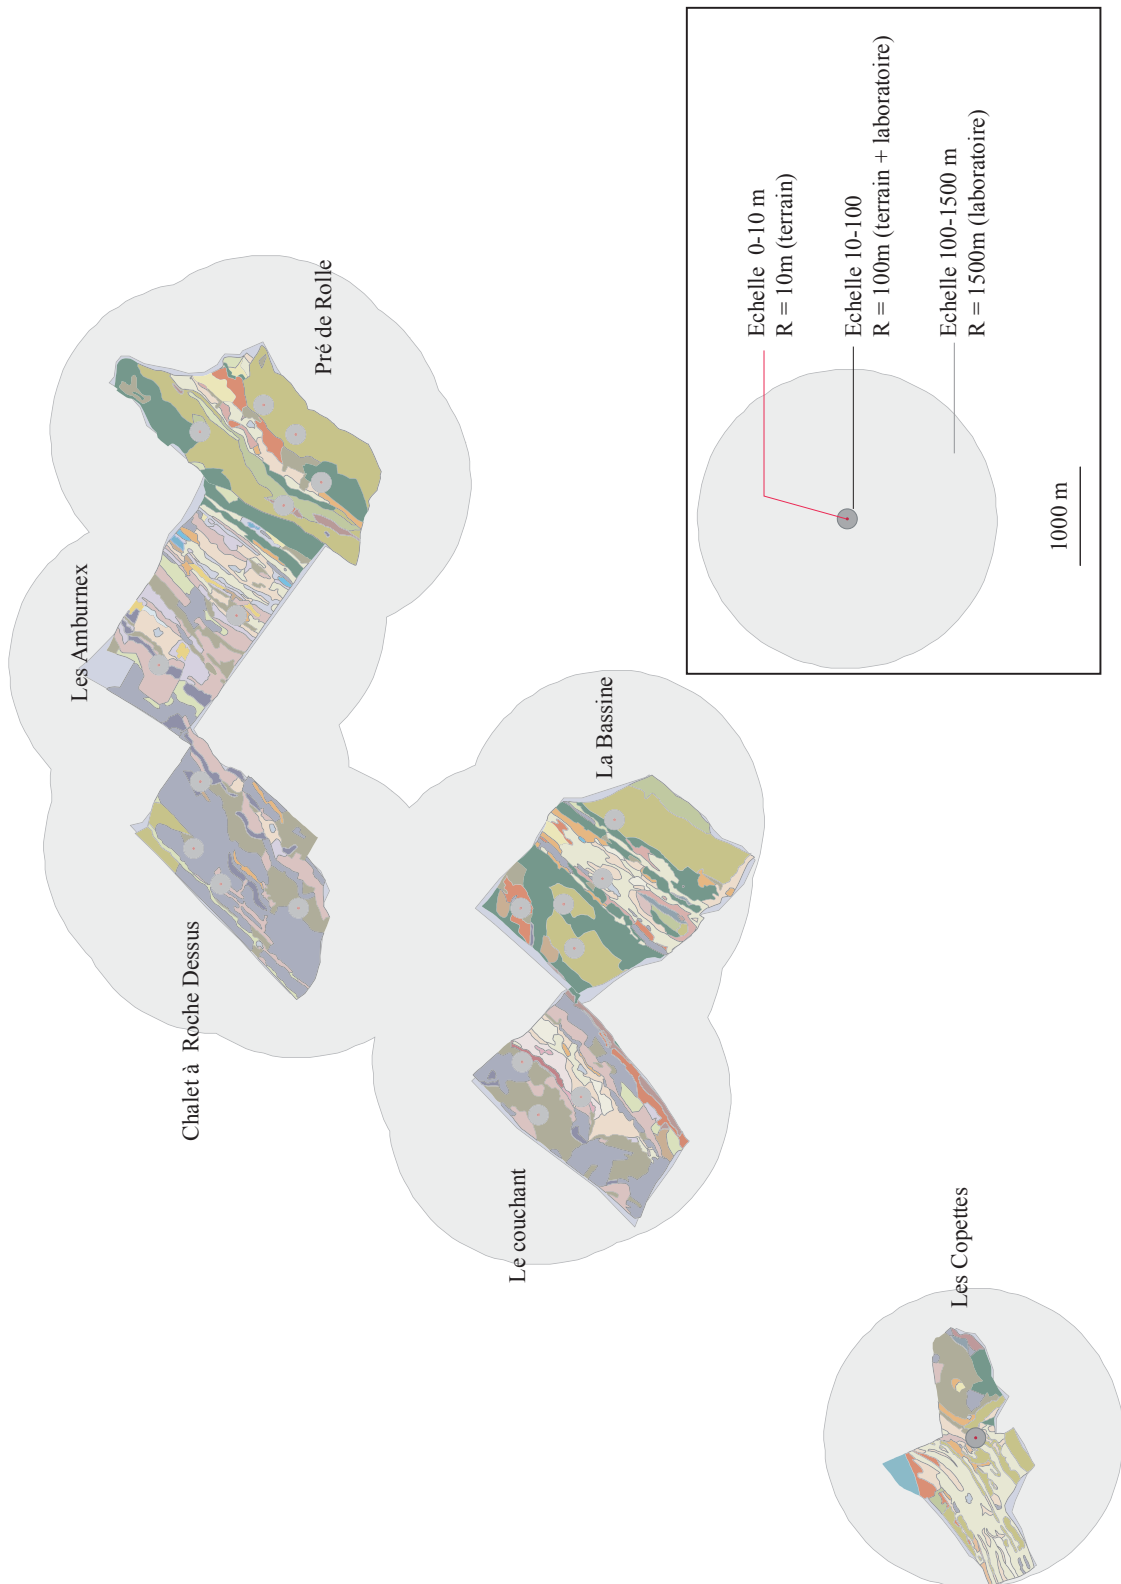 Les Amburnex
Pré de Rolle
Chalet à  Roche Dessus
La Bassine
Le couchant
Les Copettes
Echelle  0-10 m
R = 10m (terrain)
Echelle 10-100
R = 100m (terrain + laboratoire)
Echelle 100-1500 m
R = 1500m (laboratoire)
1000 m